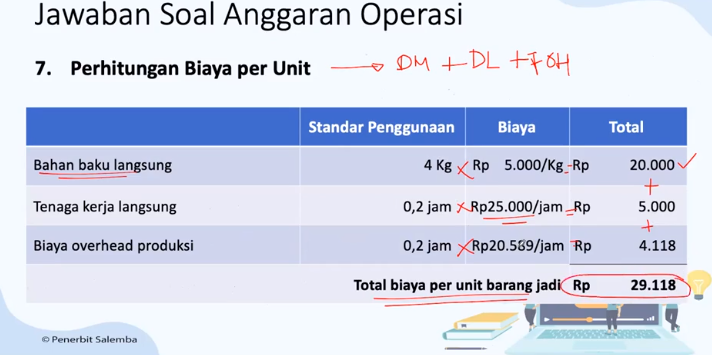 Jawaban Soal Anggaran Operasi
7. Perhitungan Biaya per Unit → DM + DL + FOH
Standar Penggunaan Biaya Total
Bahan baku langsung 4 Kg × Rp 5.000/Kg = Rp 20.000 ✓
+
Tenaga kerja langsung 0,2 jam × Rp25.000/jam = Rp 5.000
+
Biaya overhead produksi 0,2 jam × Rp20.589/jam = Rp 4.118
Total biaya per unit barang jadi Rp 29.118
© Penerbit Salemba